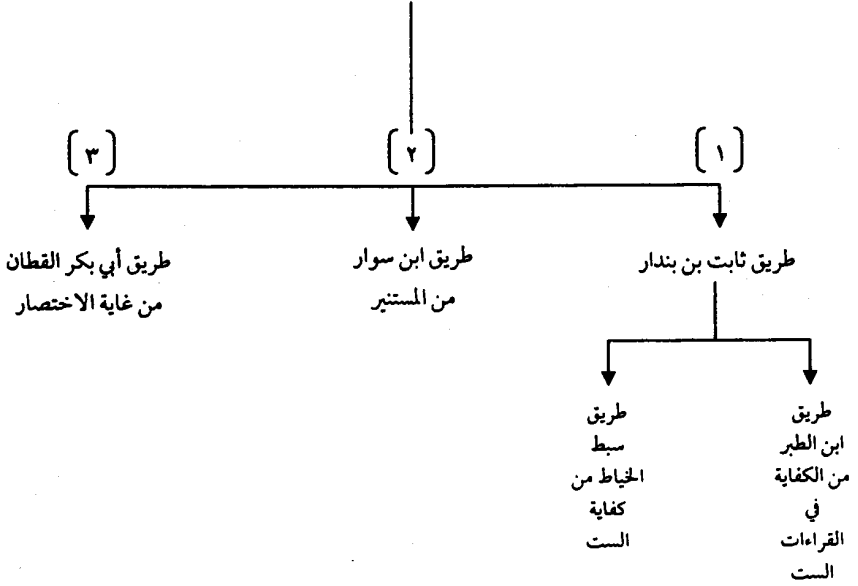 (١)
(٢)
(٣)
طريق ثابت بن بندار
طريق ابن سوار
من المستنير
طريق أبي بكر القطان
من غاية الاختصار
طريق
ابن الطبر
من الكفاية
في
القراءات
الست
طريق
سبط
الخياط من
كفاية
الست